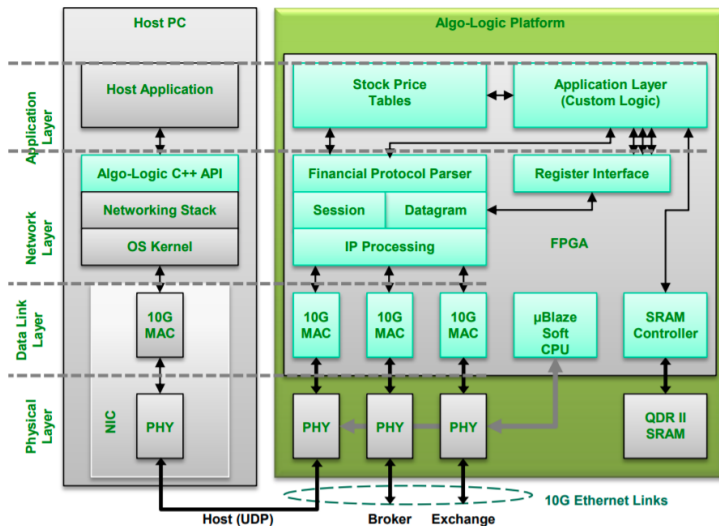 Host PC
Algo-Logic Platform
Application
Layer
Host Application
Stock Price
Tables
Application Layer
(Custom Logic)
Network
Layer
Algo-Logic C++ API
Networking Stack
OS Kernel
Financial Protocol Parser
Session
Datagram
IP Processing
Register Interface
FPGA
Data Link
Layer
10G
MAC
10G
MAC
10G
MAC
10G
MAC
µBlaze
Soft
CPU
SRAM
Controller
Physical
Layer
NIC
PHY
PHY
PHY
PHY
QDR II
SRAM
10G Ethernet Links
Host (UDP)
Broker
Exchange